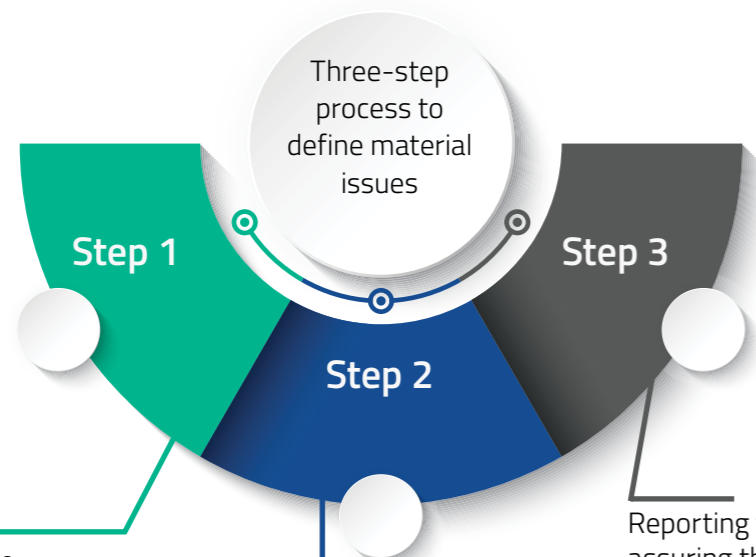 Three-step
process to
define material
issues
Step 1
Step 2
Step 3
Reporting